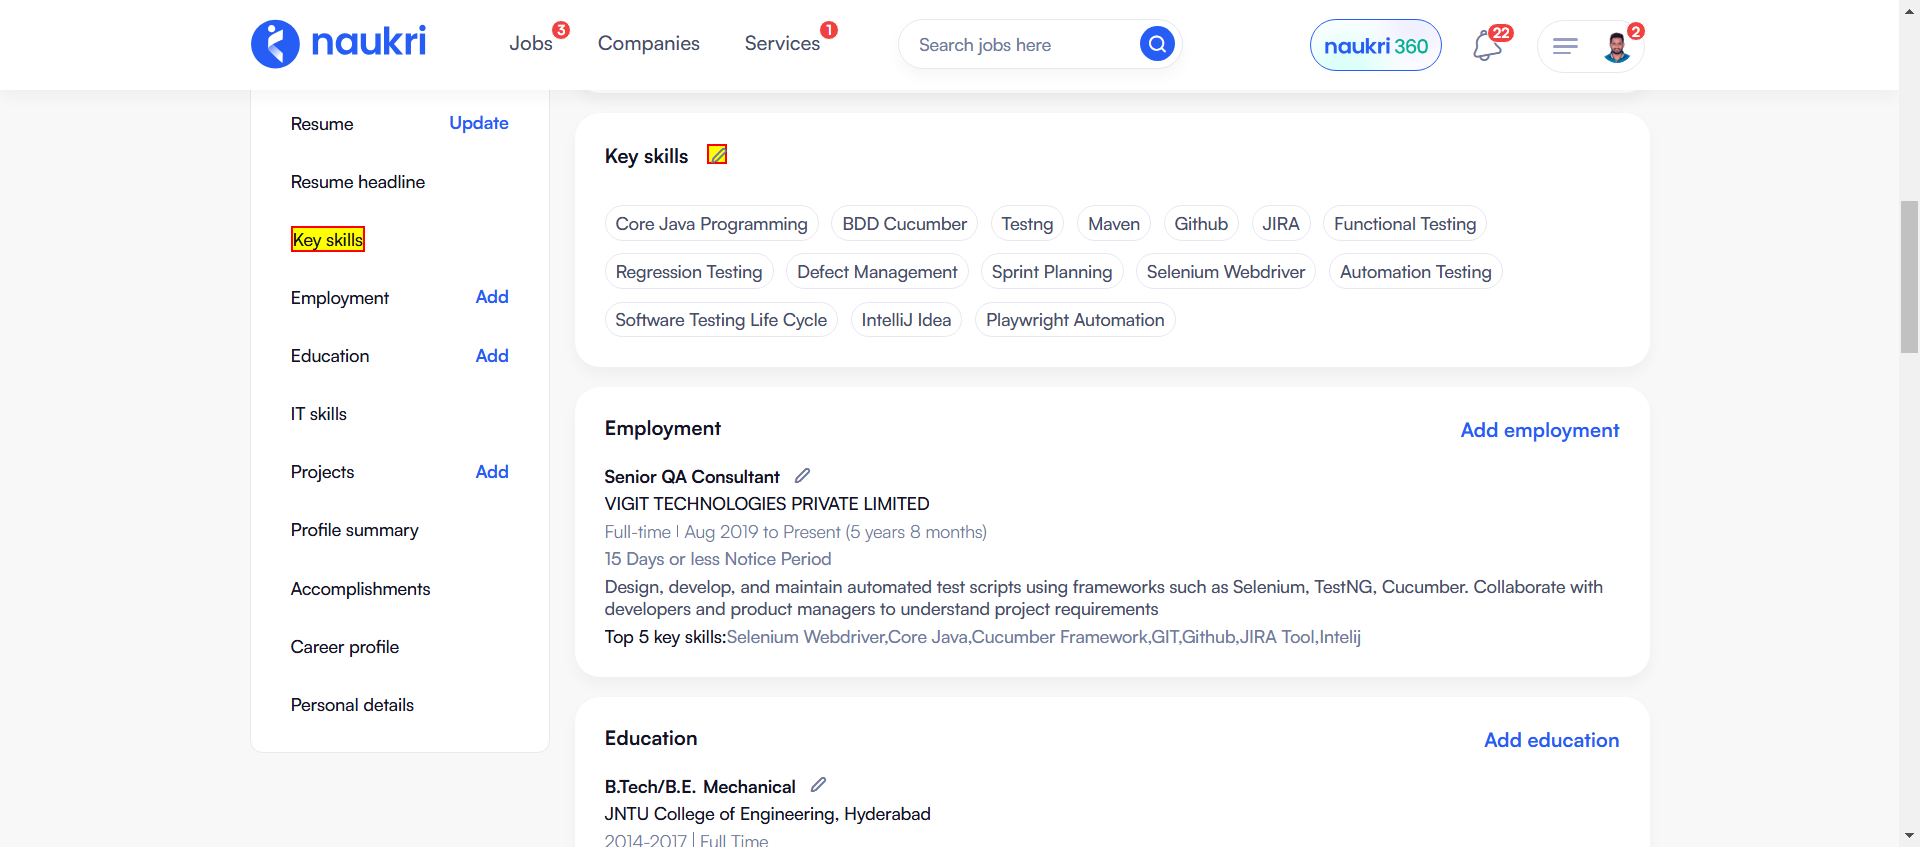 naukri
Jobs 3
Companies
Services 1
Search jobs here
naukri 360
22
2
Resume Update
Resume headline
Key skills
Employment Add
Education Add
IT skills
Projects Add
Profile summary
Accomplishments
Career profile
Personal details
Key skills
Core Java Programming BDD Cucumber Testng Maven Github JIRA Functional Testing
Regression Testing Defect Management Sprint Planning Selenium Webdriver Automation Testing
Software Testing Life Cycle IntelliJ Idea Playwright Automation
Employment Add employment
Senior QA Consultant
VIGIT TECHNOLOGIES PRIVATE LIMITED
Full-time | Aug 2019 to Present (5 years 8 months)
15 Days or less Notice Period
Design, develop, and maintain automated test scripts using frameworks such as Selenium, TestNG, Cucumber. Collaborate with
developers and product managers to understand project requirements
Top 5 key skills:Selenium Webdriver,Core Java,Cucumber Framework,GIT,Github,JIRA Tool,Intelij
Education Add education
B.Tech/B.E. Mechanical
JNTU College of Engineering, Hyderabad
2014-2017 | Full Time